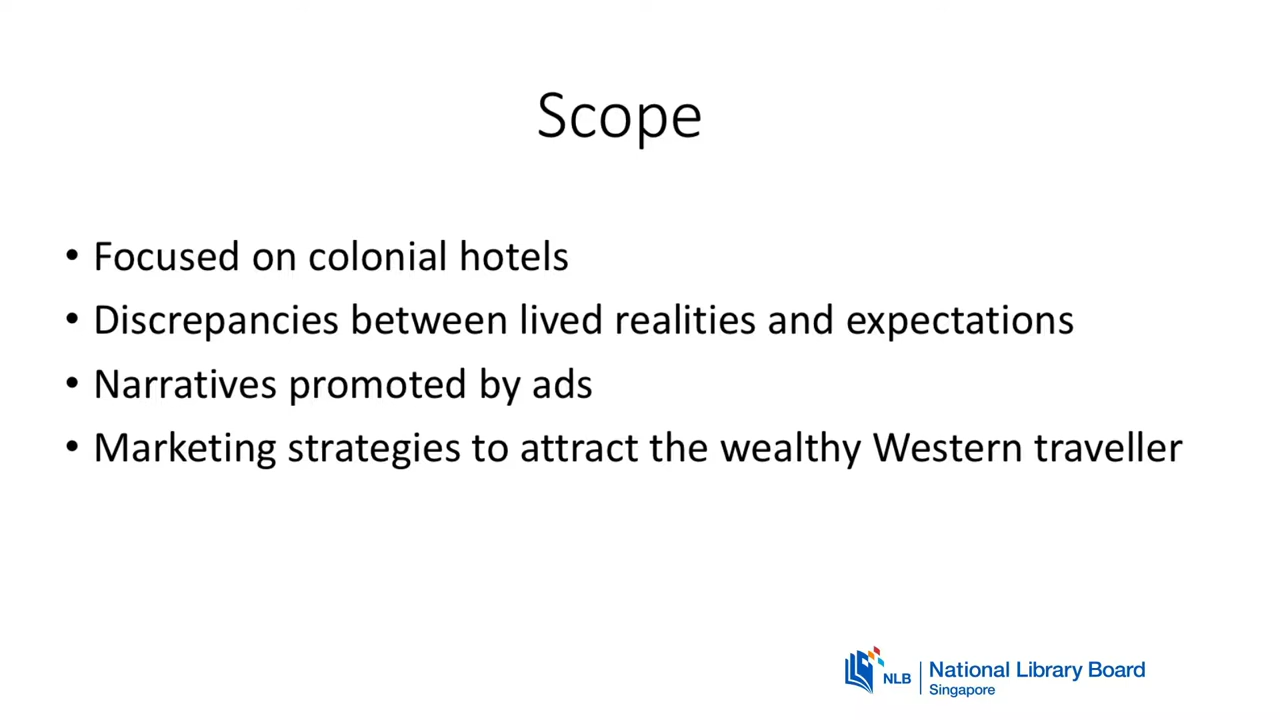 Scope
• Focused on colonial hotels
• Discrepancies between lived realities and expectations
• Narratives promoted by ads
• Marketing strategies to attract the wealthy Western traveller
NLB
National Library Board
Singapore